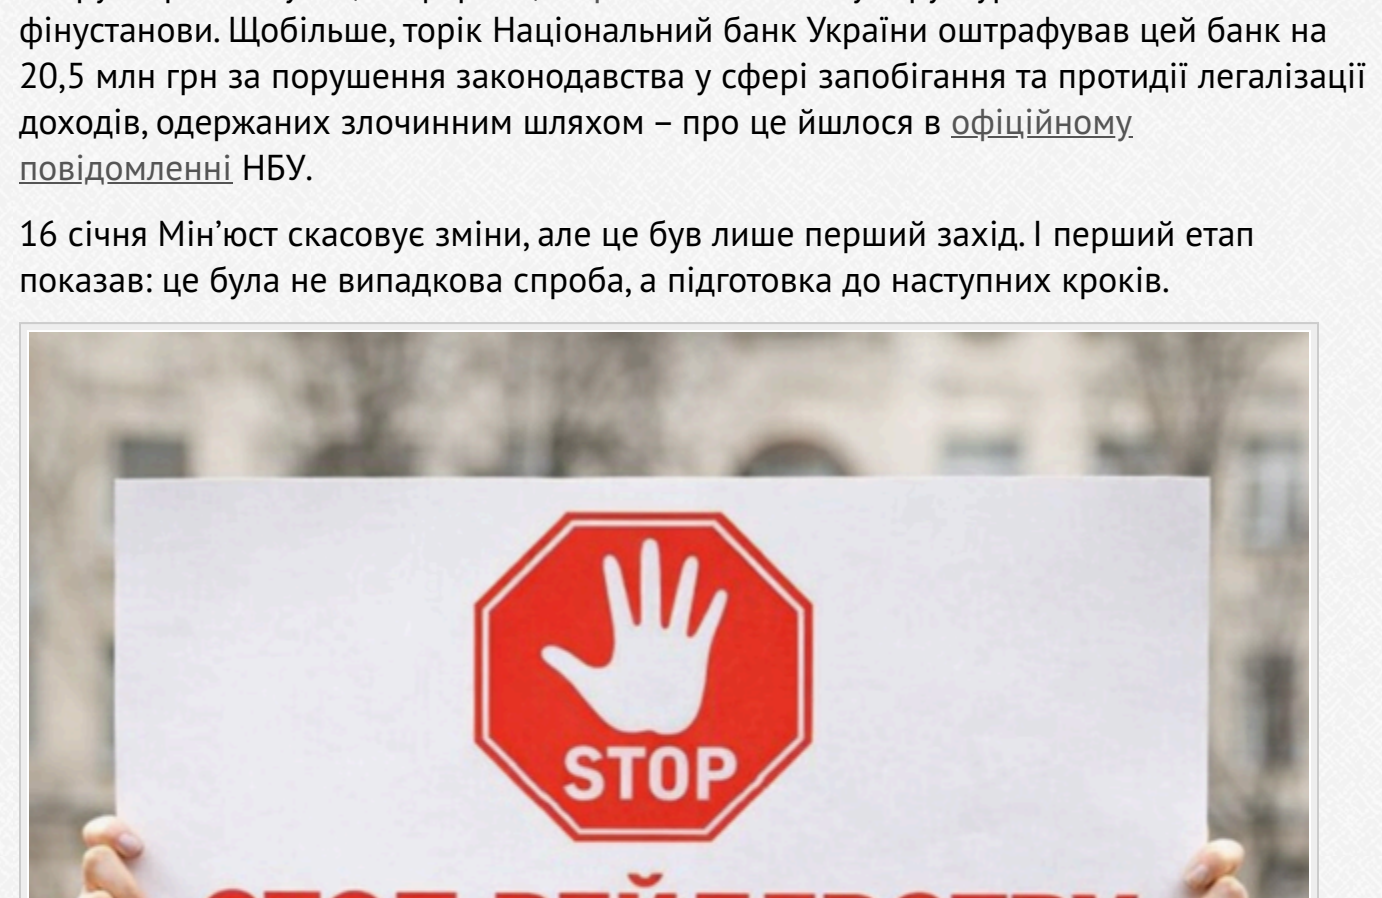 фінустанови. Щобільше, торік Національний банк України оштрафував цей банк на
20,5 млн грн за порушення законодавства у сфері запобігання та протидії легалізації
доходів, одержаних злочинним шляхом – про це йшлося в офіційному
повідомленні НБУ.
16 січня Мін’юст скасовує зміни, але це був лише перший захід. І перший етап
показав: це була не випадкова спроба, а підготовка до наступних кроків.
STOP